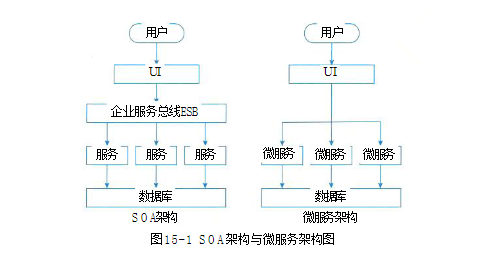 用户 用户
UI UI
企业服务总线ESB
服务 服务 服务 微服务 微服务 微服务
数据库 数据库
SOA架构 微服务架构
图15-1 SOA架构与微服务架构图